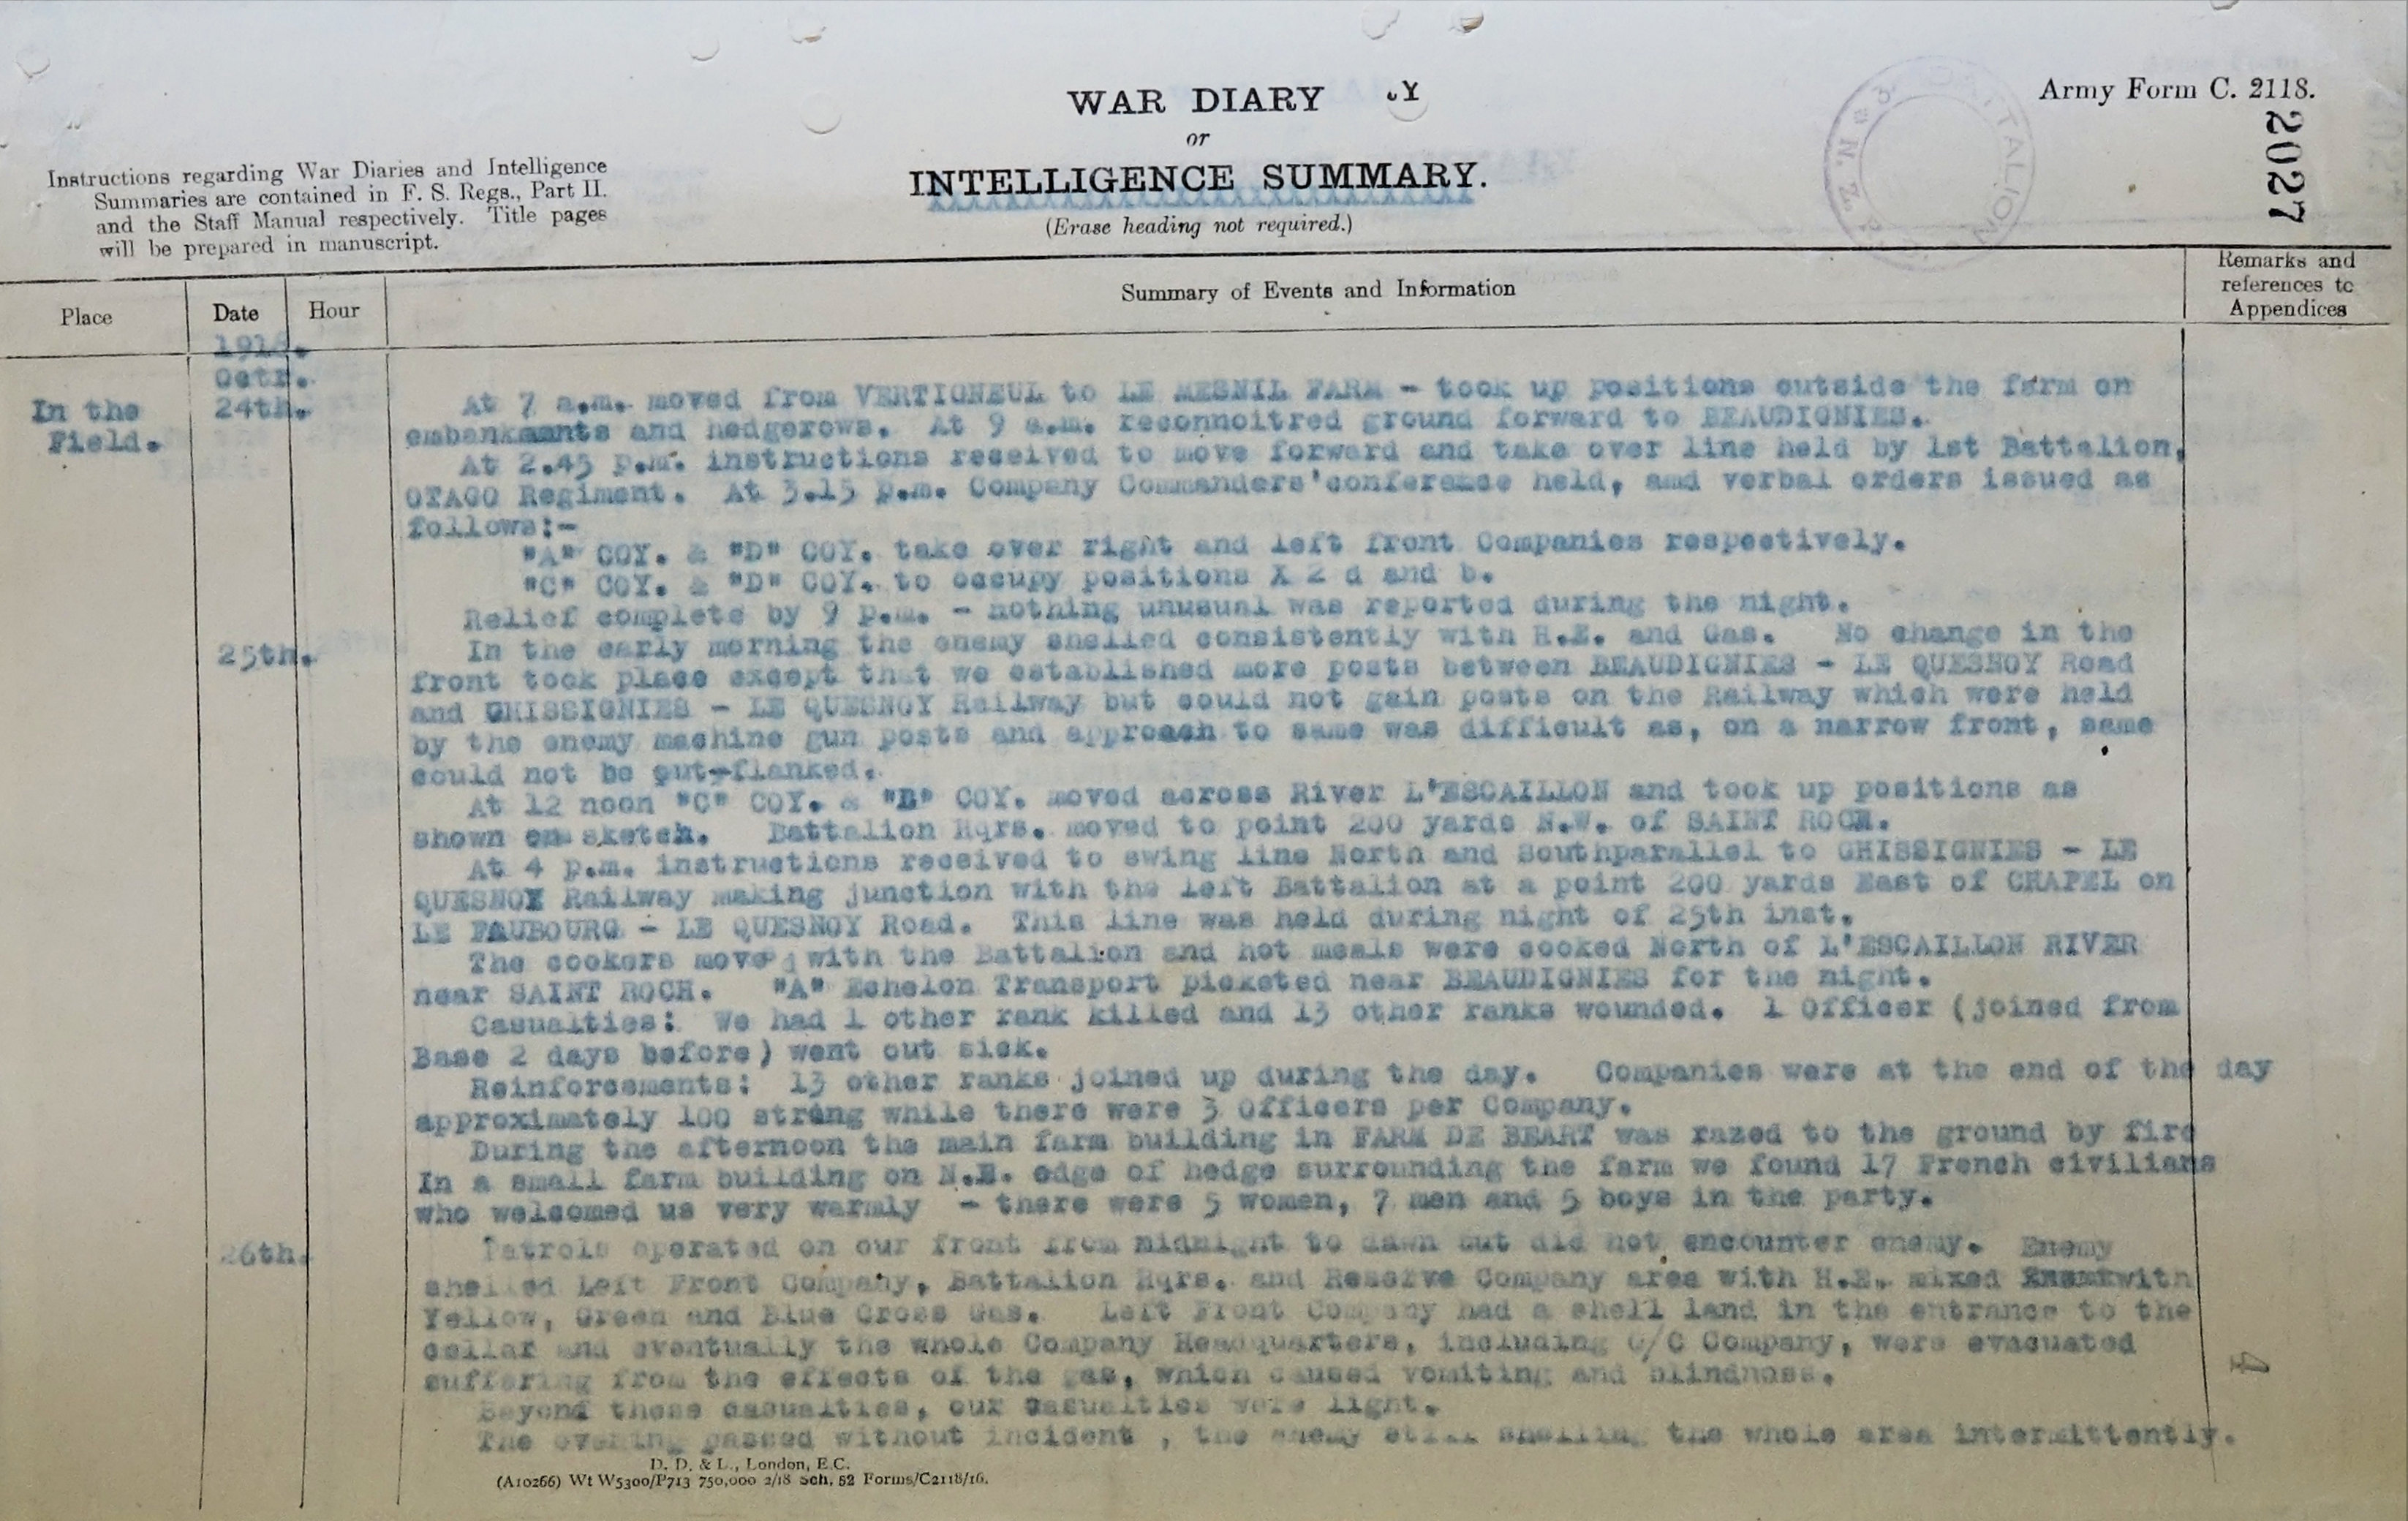 WAR DIARY
or
INTELLIGENCE SUMMARY.
(Erase heading not required.)
Army Form C. 2118.
2027
Instructions regarding War Diaries and Intelligence
Summaries are contained in F. S. Regs., Part II.
and the Staff Manual respectively. Title pages
will be prepared in manuscript.
Place
Date
Hour
Summary of Events and Information
Remarks and
references to
Appendices
1918.
Octr.
In the
Field.
24th.
At 7 a.m. moved from VERTIGNEUL to LE MESNIL FARM - took up positions outside the farm on
embankments and hedgerows. At 9 a.m. reconnoitred ground forward to BEAUDIGNIES.
At 2.45 p.m. instructions received to move forward and take over line held by 1st Battalion,
OTAGO Regiment. At 3.15 p.m. Company Commanders'conference held, and verbal orders issued as
follows:-
"A" COY. & "D" COY. take over right and left front Companies respectively.
"C" COY. & "D" COY. to occupy positions X 2 d and b.
Relief complete by 9 p.m. - nothing unusual was reported during the night.
25th.
In the early morning the enemy shelled consistently with H.E. and Gas. No change in the
front took place except that we established more posts between BEAUDIGNIES - LE QUESNOY Road
and GHISSIGNIES - LE QUESNOY Railway but could not gain posts on the Railway which were held
by the enemy machine gun posts and approach to same was difficult as, on a narrow front, same
could not be out-flanked.
At 12 noon "C" COY. & "B" COY. moved across River L'ESCAILLON and took up positions as
shown on sketch. Battalion Hqrs. moved to point 200 yards N.W. of SAINT ROCH.
At 4 p.m. instructions received to swing line North and Southparallel to GHISSIGNIES - LE
QUESNOY Railway making junction with the left Battalion at a point 200 yards East of CHAPEL on
LE FAUBOURG - LE QUESNOY Road. This line was held during night of 25th inst.
The cookers moved with the Battalion and hot meals were cooked North of L'ESCAILLON RIVER
near SAINT ROCH. "A" Echelon Transport picketed near BEAUDIGNIES for the night.
Casualties: We had 1 other rank killed and 13 other ranks wounded. 1 Officer (joined from
Base 2 days before) went out sick.
Reinforcements: 13 other ranks joined up during the day. Companies were at the end of the day
approximately 100 strong while there were 3 Officers per Company.
During the afternoon the main farm building in FARM DE BEART was razed to the ground by fire
In a small farm building on N.E. edge of hedge surrounding the farm we found 17 French civilians
who welcomed us very warmly - there were 5 women, 7 men and 5 boys in the party.
26th.
Patrols operated on our front from midnight to dawn but did not encounter enemy. Enemy
shelled Left Front Company, Battalion Hqrs. and Reserve Company area with H.E. mixed with
Yellow, Green and Blue Cross Gas. Left Front Company had a shell land in the entrance to the
cellar and eventually the whole Company Headquarters, including O/C Company, were evacuated
suffering from the effects of the gas, which caused vomiting and blindness.
Beyond these casualties, our casualties were light.
The evening passed without incident , the enemy still shelling the whole area intermittently.
4
D. D. & L., London, E.C.
(A10266) Wt W5300/P713 750,000 2/18 Sch. 52 Forms/C2118/16.